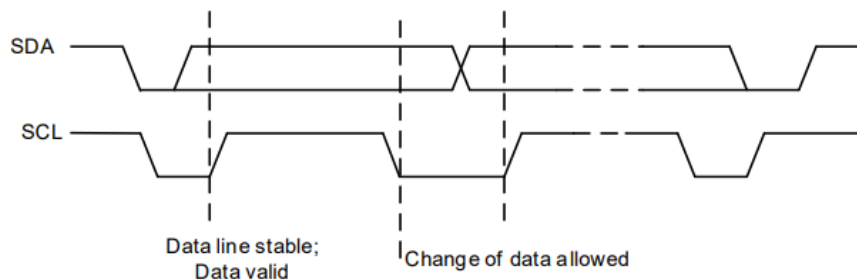 SDA
SCL
Data line stable;
Data valid
Change of data allowed